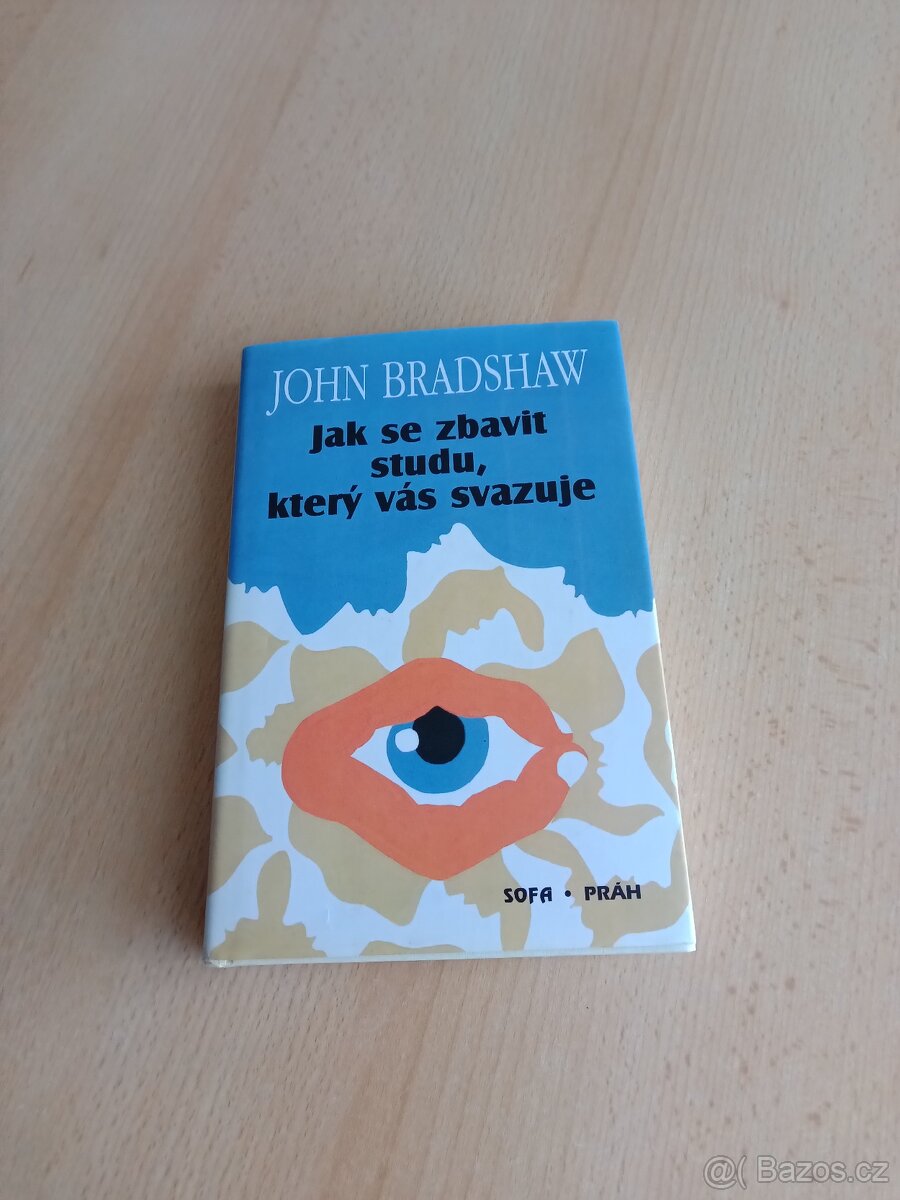 JOHN BRADSHAW
Jak se zbavit
studu,
který vás svazuje
SOFA • PRÁH
@( Bazos.cz